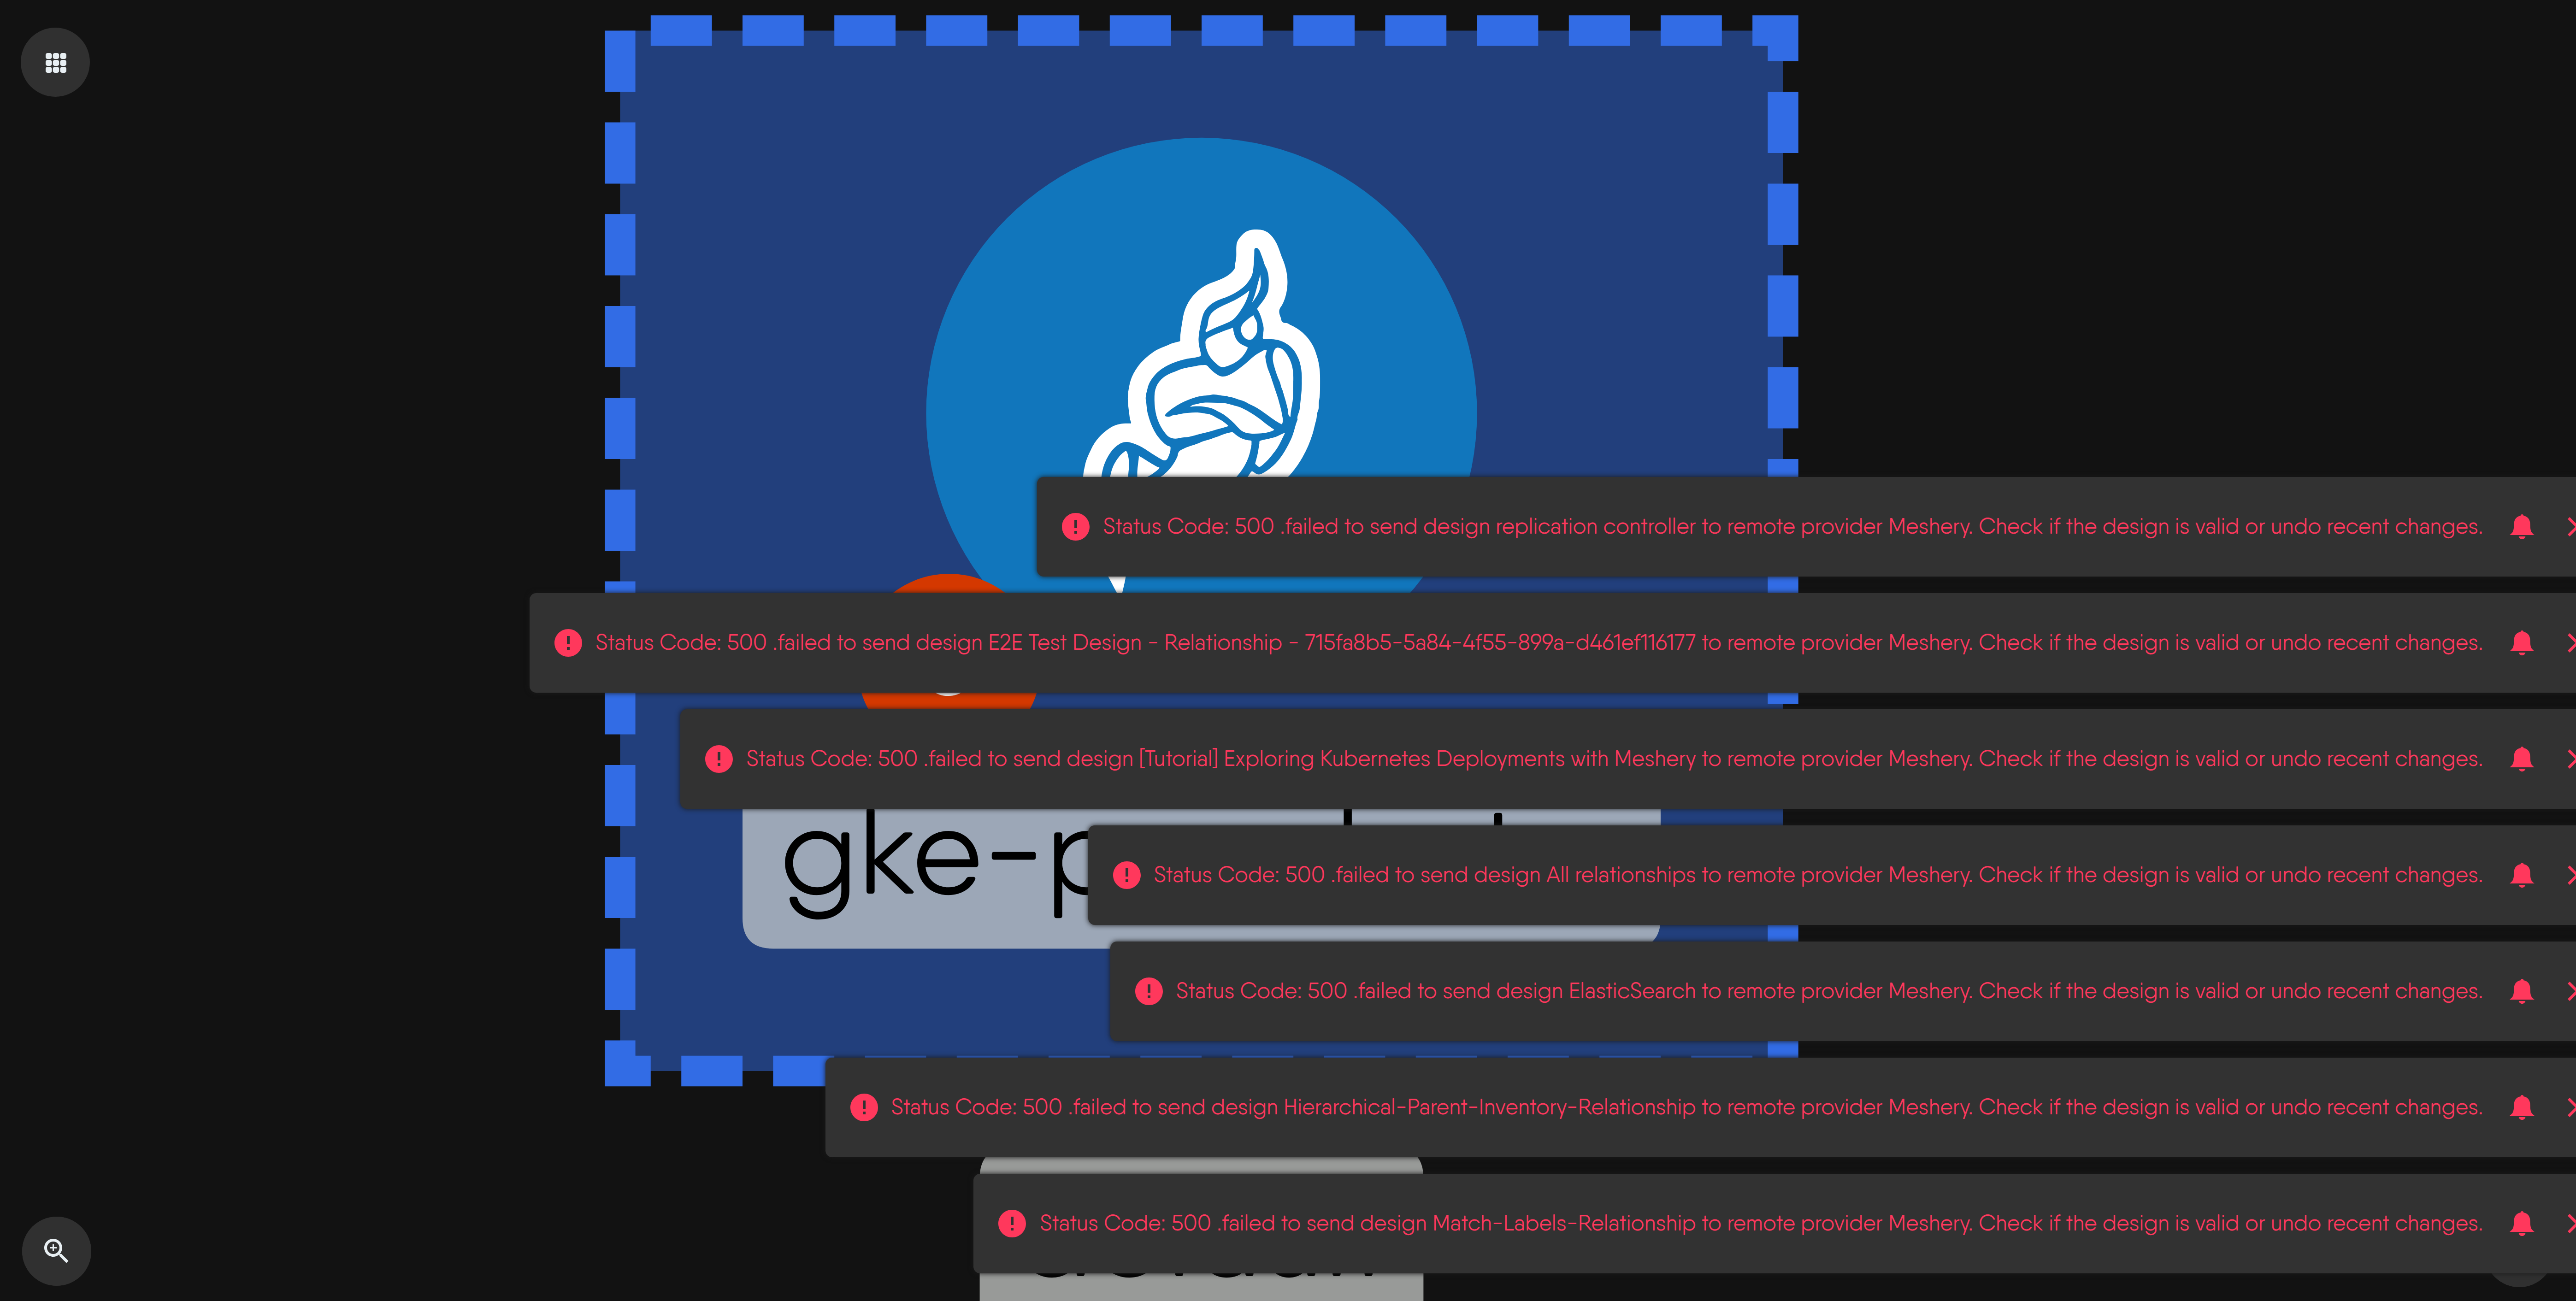 Status Code: 500 .failed to send design replication controller to remote provider Meshery. Check if the design is valid or undo recent changes.
Status Code: 500 .failed to send design E2E Test Design - Relationship - 715fa8b5-5a84-4f55-899a-d461ef116177 to remote provider Meshery. Check if the design is valid or undo recent changes.
Status Code: 500 .failed to send design [Tutorial] Exploring Kubernetes Deployments with Meshery to remote provider Meshery. Check if the design is valid or undo recent changes.
gke-p
Status Code: 500 .failed to send design All relationships to remote provider Meshery. Check if the design is valid or undo recent changes.
Status Code: 500 .failed to send design ElasticSearch to remote provider Meshery. Check if the design is valid or undo recent changes.
Status Code: 500 .failed to send design Hierarchical-Parent-Inventory-Relationship to remote provider Meshery. Check if the design is valid or undo recent changes.
Status Code: 500 .failed to send design Match-Labels-Relationship to remote provider Meshery. Check if the design is valid or undo recent changes.